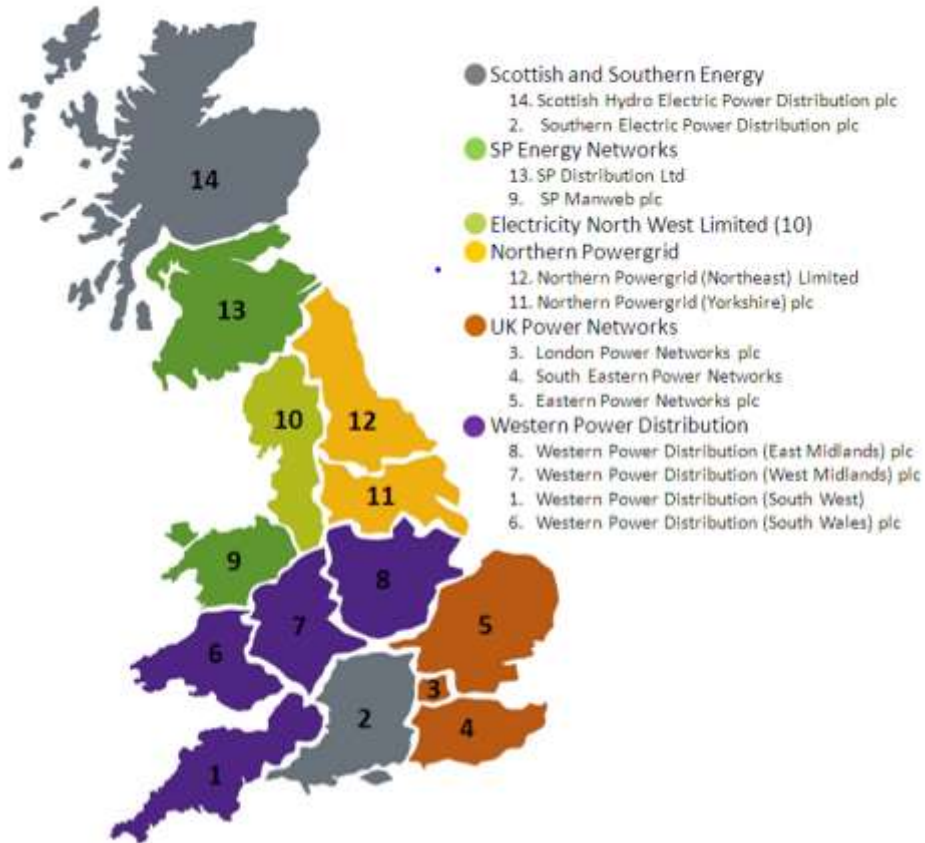 Scottish and Southern Energy
14. Scottish Hydro Electric Power Distribution plc
2. Southern Electric Power Distribution plc
SP Energy Networks
13. SP Distribution Ltd
9. SP Manweb plc
Electricity North West Limited (10)
Northern Powergrid
12. Northern Powergrid (Northeast) Limited
11. Northern Powergrid (Yorkshire) plc
UK Power Networks
3. London Power Networks plc
4. South Eastern Power Networks
5. Eastern Power Networks plc
Western Power Distribution
8. Western Power Distribution (East Midlands) plc
7. Western Power Distribution (West Midlands) plc
1. Western Power Distribution (South West)
6. Western Power Distribution (South Wales) plc
14
13
10
12
11
9
8
7
6
5
3
2
4
1